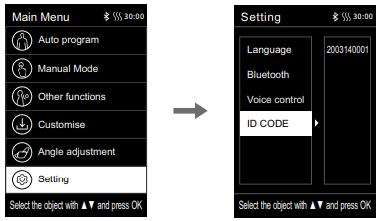 Main Menu 30:00
Auto program
Manual Mode
Other functions
Customise
Angle adjustment
Setting
Select the object with ▲▼ and press OK
Setting 30:00
Language 2003140001
Bluetooth
Voice control
ID CODE
Select the object with ▲▼ and press OK